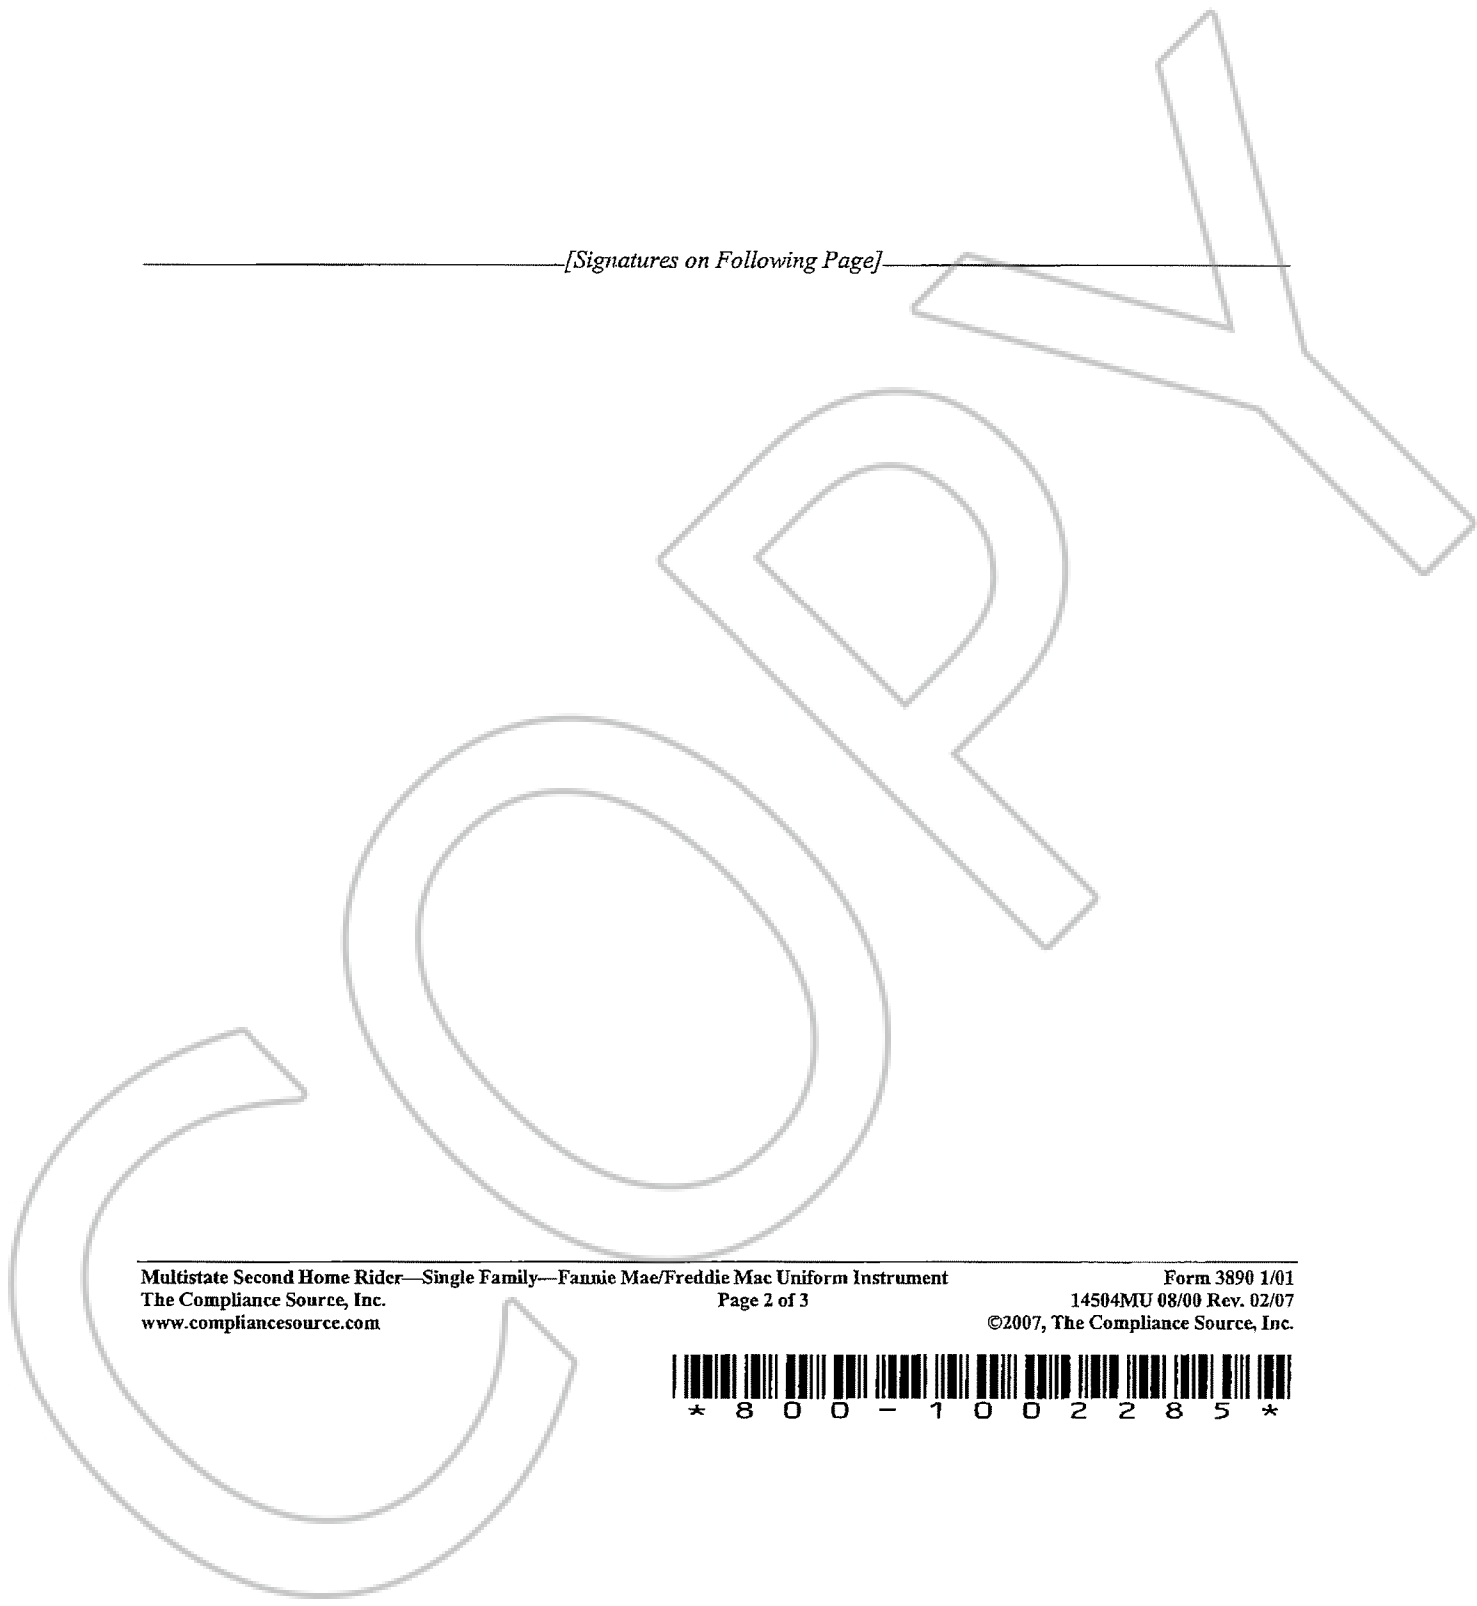 [Signatures on Following Page]
COPY
Multistate Second Home Rider—Single Family—Fannie Mae/Freddie Mac Uniform Instrument Form 3890 1/01
The Compliance Source, Inc. Page 2 of 3 14504MU 08/00 Rev. 02/07
www.compliancesource.com ©2007, The Compliance Source, Inc.
*800-1002285*